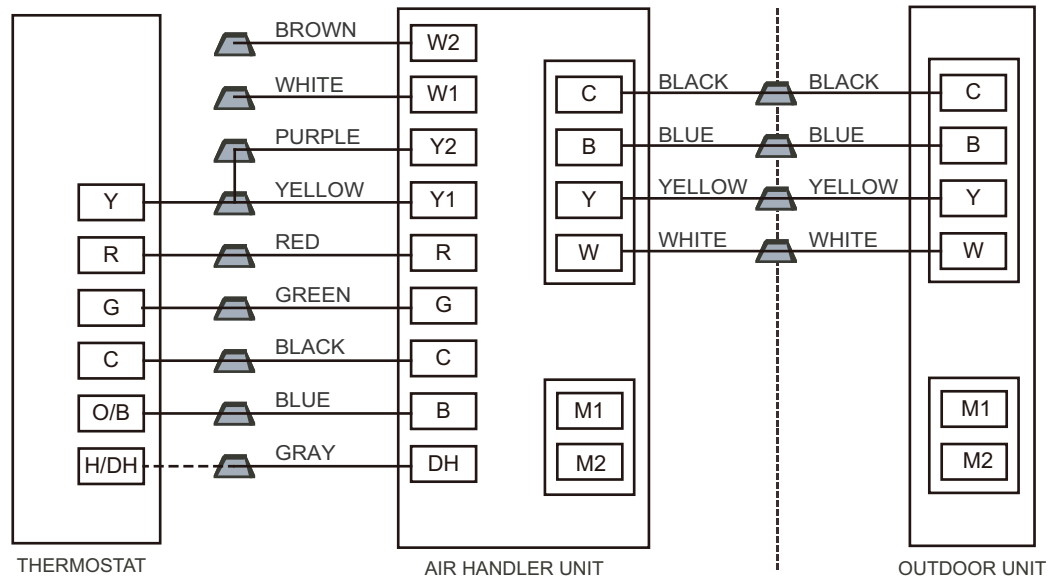 BROWN
W2
WHITE
W1
C
BLACK
BLACK
C
PURPLE
Y2
B
BLUE
BLUE
B
Y
YELLOW
Y1
Y
YELLOW
YELLOW
Y
R
RED
R
W
WHITE
WHITE
W
G
GREEN
G
C
BLACK
C
O/B
BLUE
B
M1
M1
H/DH
GRAY
DH
M2
M2
THERMOSTAT
AIR HANDLER UNIT
OUTDOOR UNIT